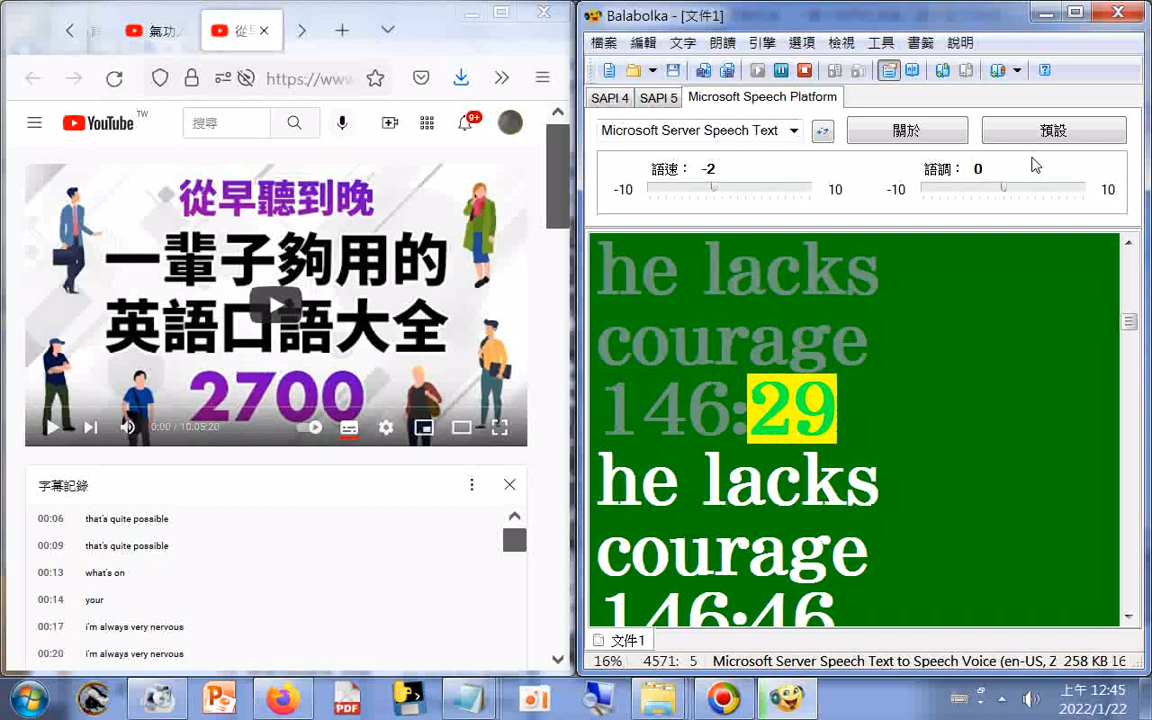 氣功
從
https://www
YouTube TW
搜尋
9+
從早聽到晚
一輩子夠用的
英語口語大全
2700
0:00 / 10:05:20
字幕記錄
00:06 that's quite possible
00:09 that's quite possible
00:13 what's on
00:14 your
00:17 i'm always very nervous
00:20 i'm always very nervous
Balabolka - [文件1]
檔案 編輯 文字 朗讀 引擎 選項 檢視 工具 書籤 說明
SAPI 4 SAPI 5 Microsoft Speech Platform
Microsoft Server Speech Text 關於 預設
語速： -2 語調： 0
-10 10 -10 10
he lacks
courage
146:29
he lacks
courage
146:46
文件1
16% 4571: 5 Microsoft Server Speech Text to Speech Voice (en-US, Z 258 KB 16
PDF
上午 12:45
2022/1/22